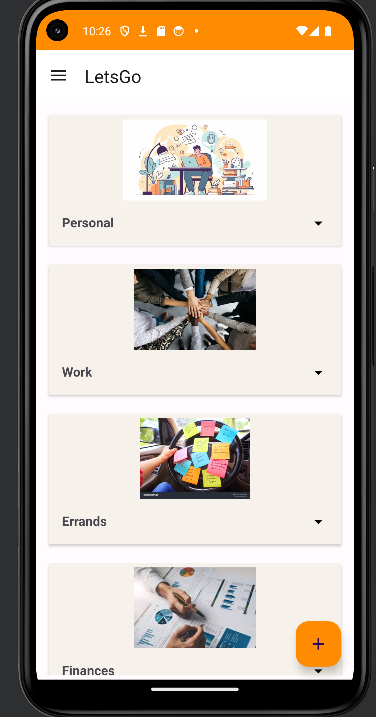 10:26
LetsGo
Personal
Work
Errands
Finances
+